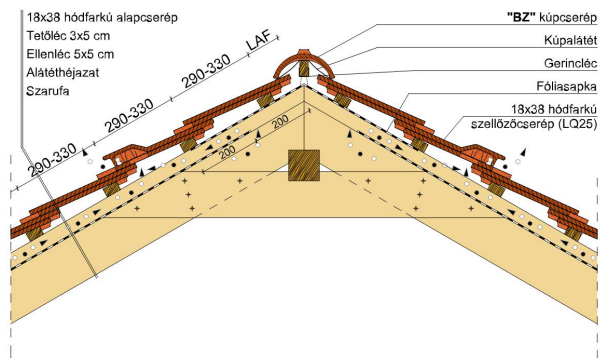 18x38 hódfarkú alapcserép
Tetőléc 3x5 cm
Ellenléc 5x5 cm
Alátéthéjazat
Szarufa
"BZ" kúpcserép
Kúpalátét
Gerincléc
Fóliasapka
18x38 hódfarkú
szellőzőcserép (LQ25)
LAF
290-330
290-330
290-330
200
200